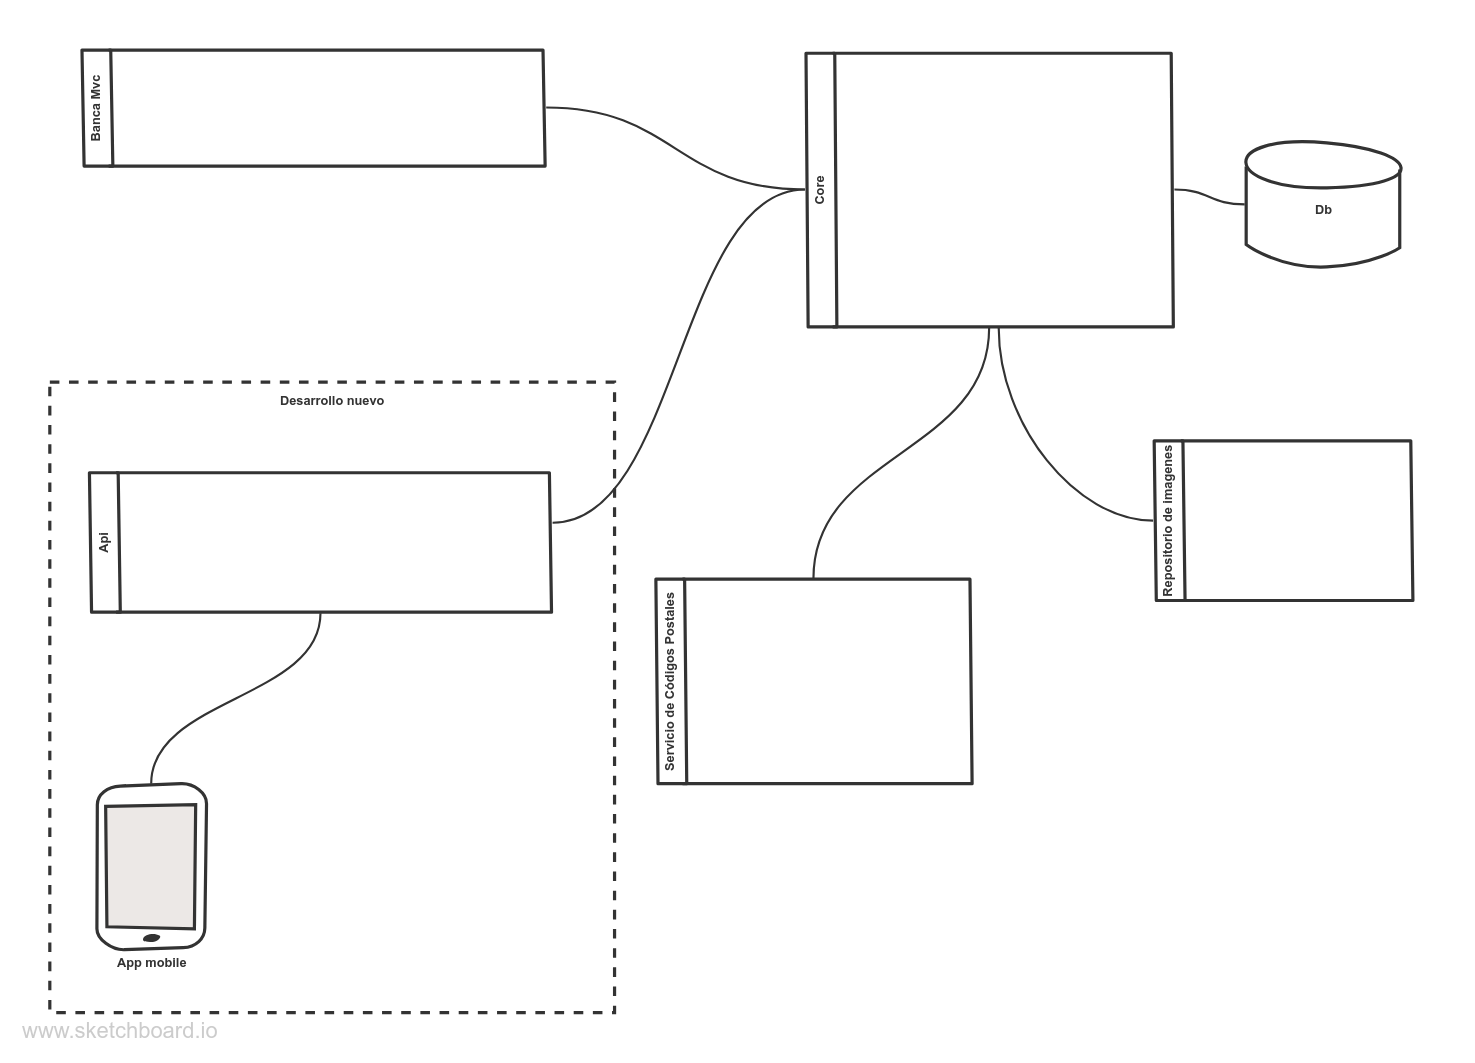 Banca Mvc
Core
Db
Desarrollo nuevo
Api
Repositorio de imagenes
Servicio de Códigos Postales
App mobile
www.sketchboard.io